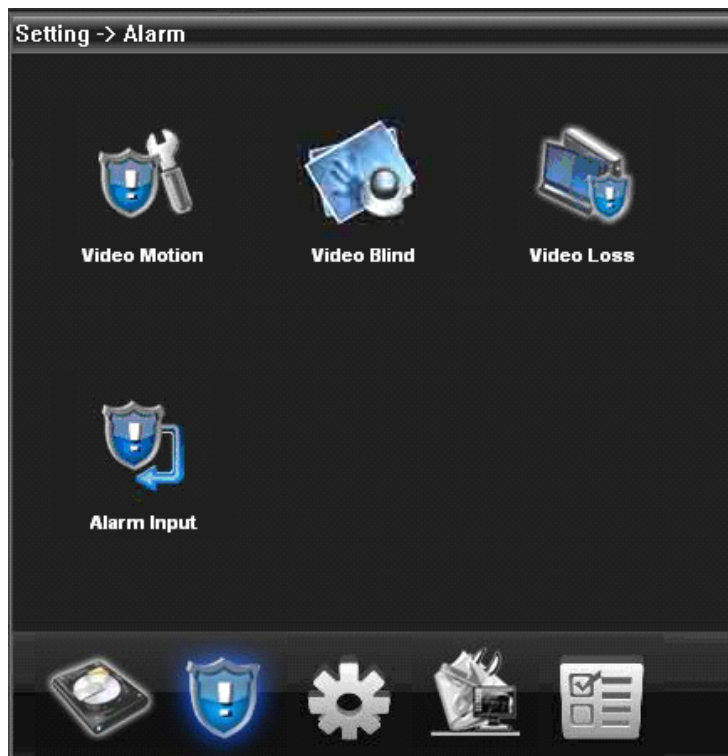 Setting -> Alarm
Video Motion
Video Blind
Video Loss
Alarm Input